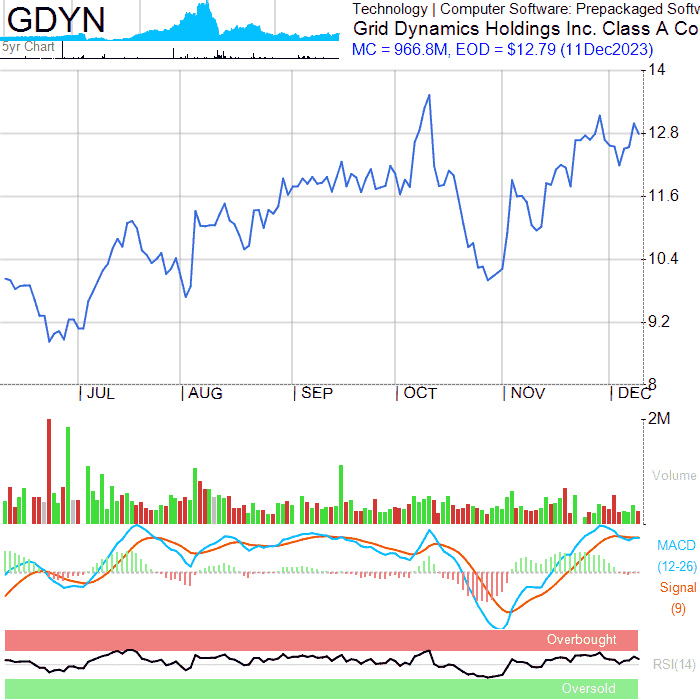 GDYN
Technology | Computer Software: Prepackaged Softw
Grid Dynamics Holdings Inc. Class A Co
MC = 966.8M, EOD = $12.79 (11Dec2023)
5yr Chart
14
12.8
11.6
10.4
9.2
8
JUL AUG SEP OCT NOV DEC
2M
Volume
MACD
(12-26)
Signal
(9)
Overbought
RSI(14)
Oversold